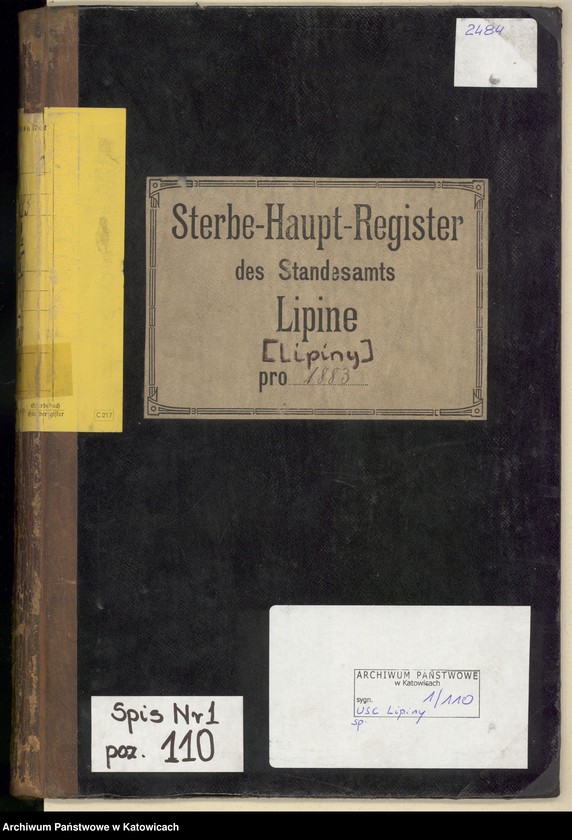 2484
Sterbe-Haupt-Register
des Standesamts
Lipine
[Lipiny]
pro 1883
C 217
ARCHIWUM PAŃSTWOWE
w Katowicach
sygn. 1/110
USC Lipiny
sp.
Spis Nr 1
poz. 110
Archiwum Państwowe w Katowicach